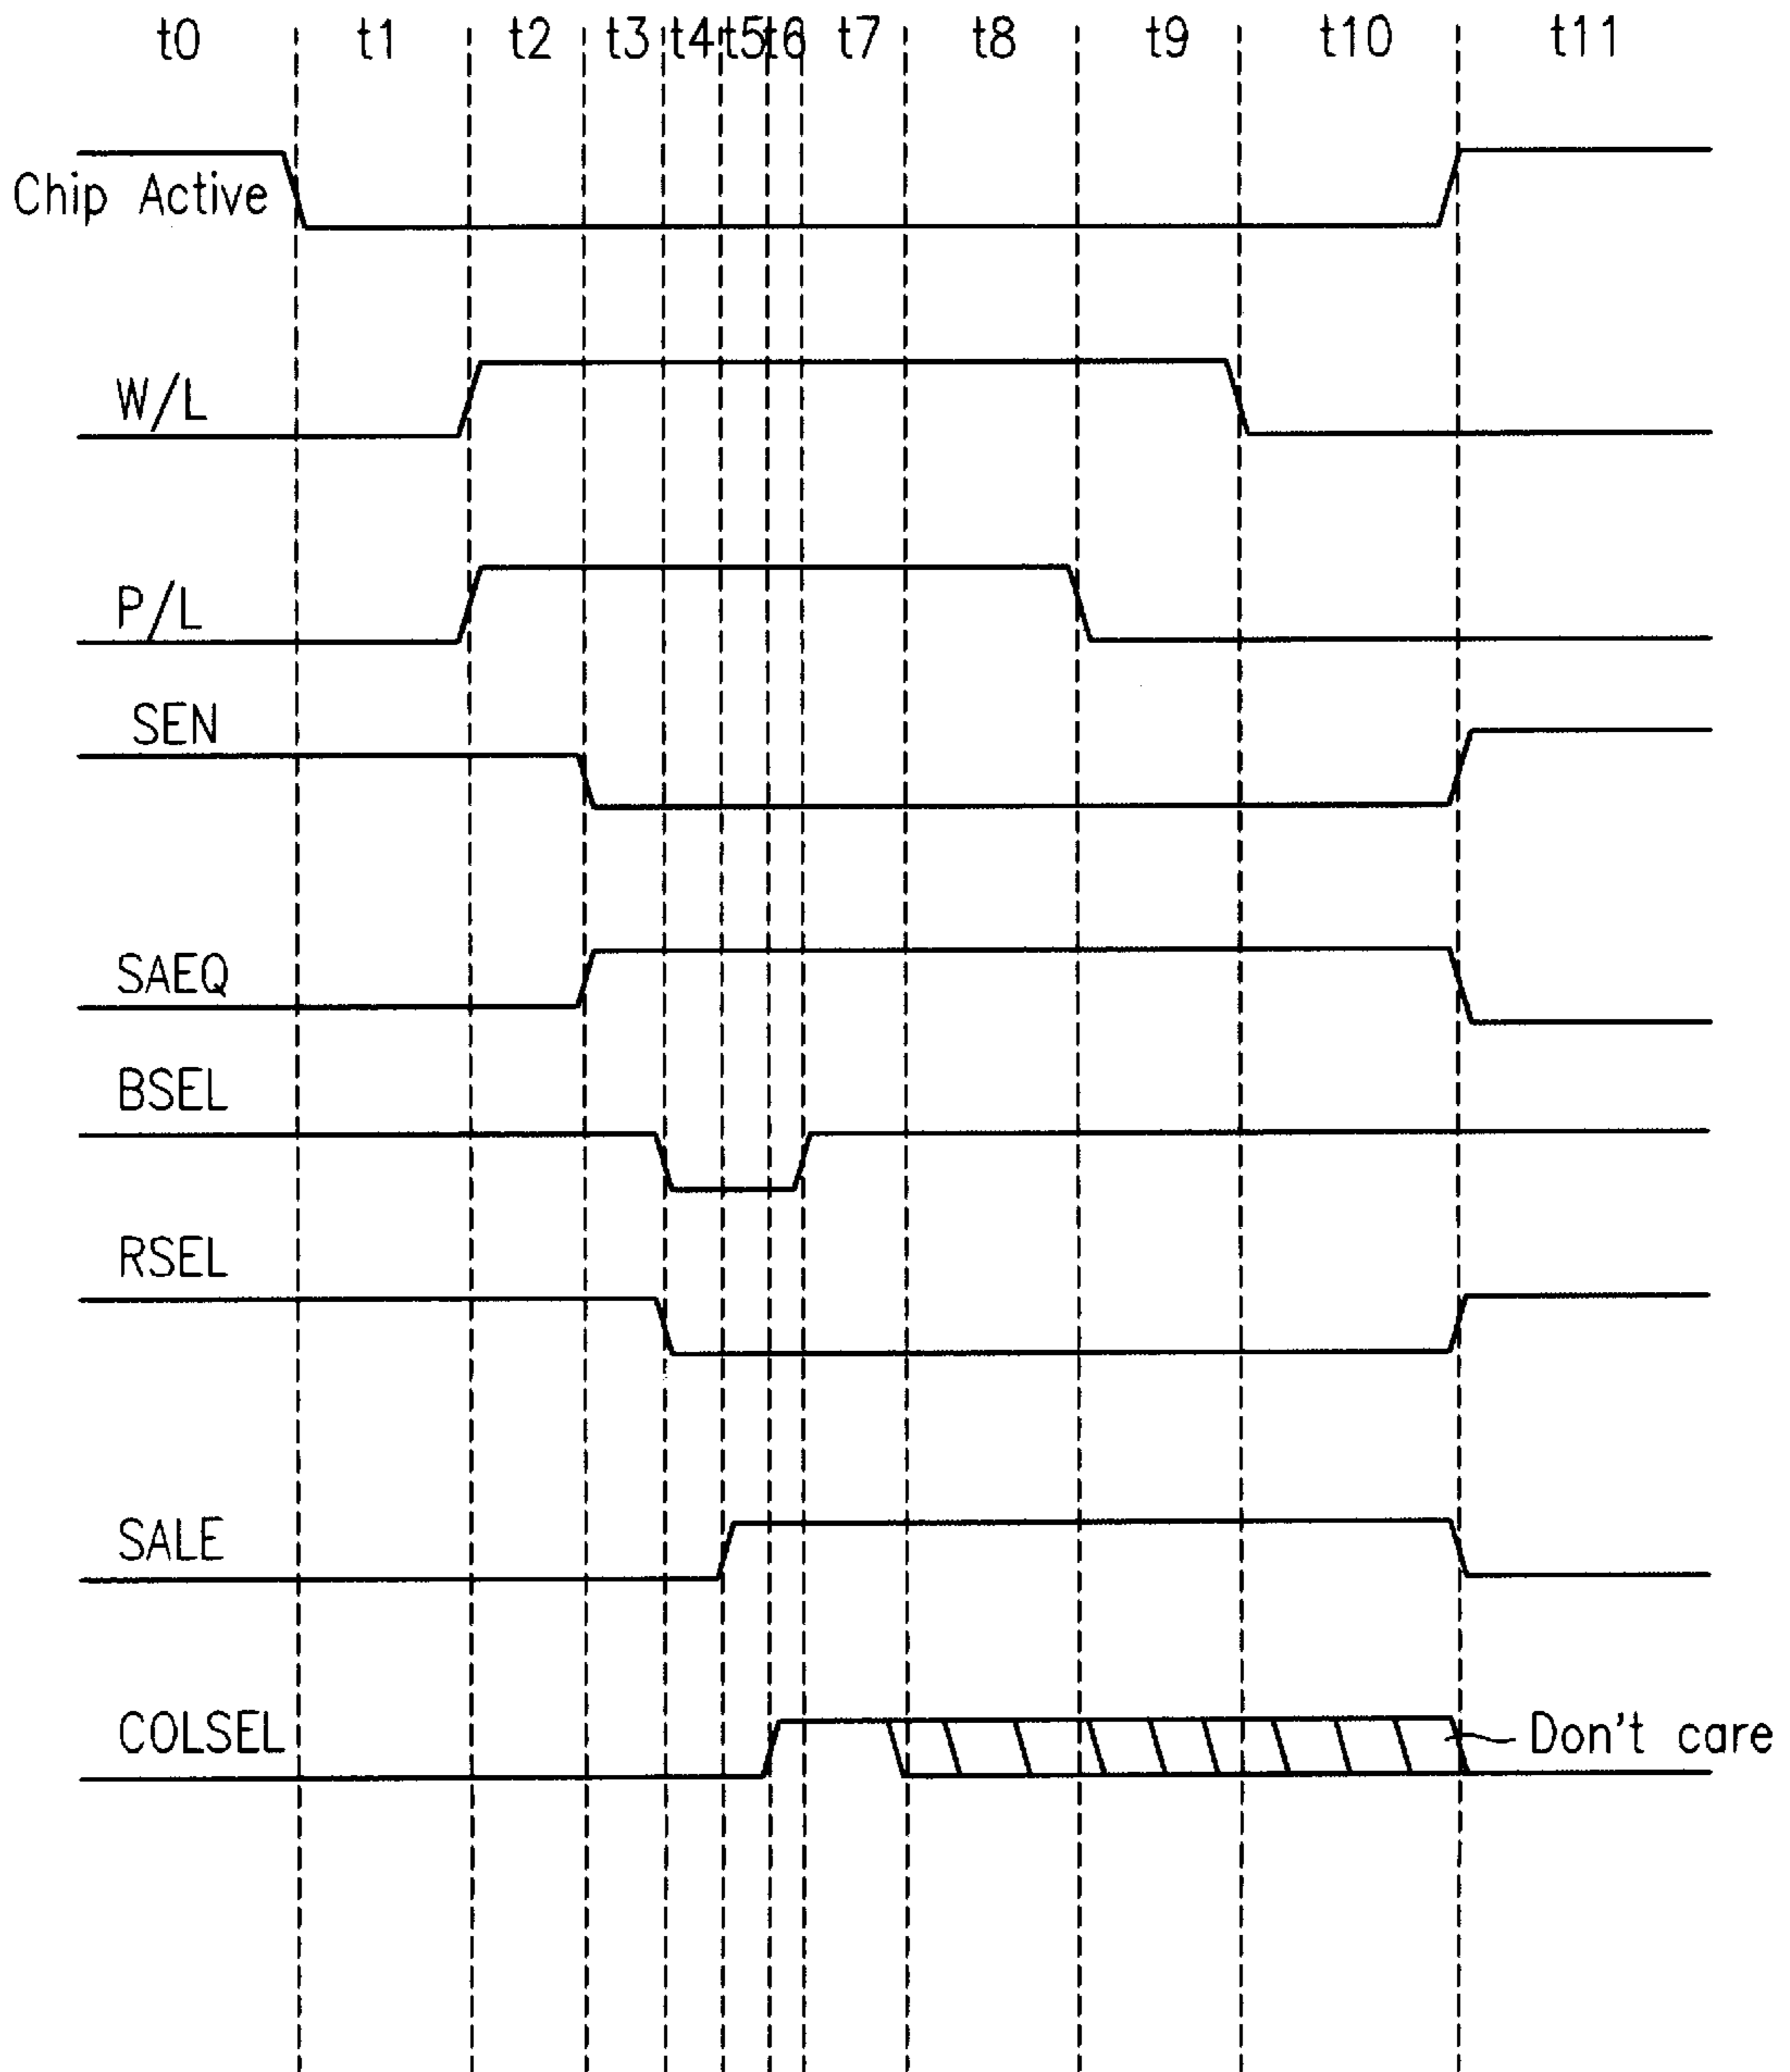 t0 t1 t2 t3 t4 t5 t6 t7 t8 t9 t10 t11
Chip Active
W/L
P/L
SEN
SAEQ
BSEL
RSEL
SALE
COLSEL
Don't care